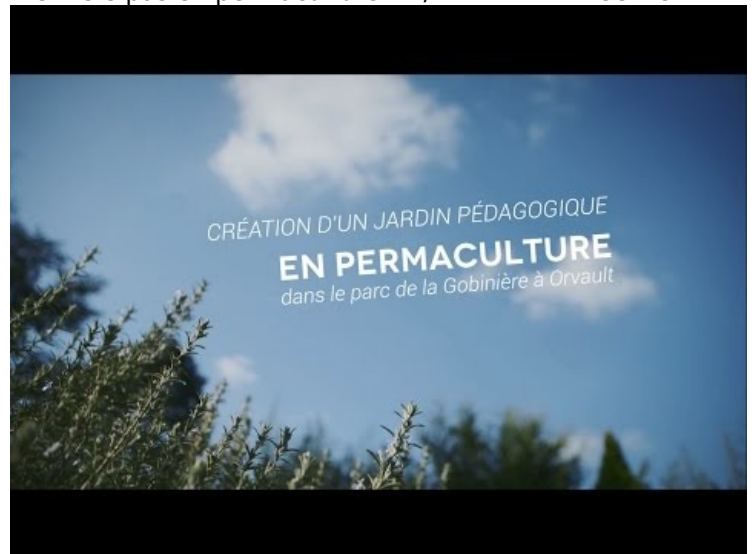 CRÉATION D'UN JARDIN PÉDAGOGIQUE
EN PERMACULTURE
dans le parc de la Gobinière à Orvault